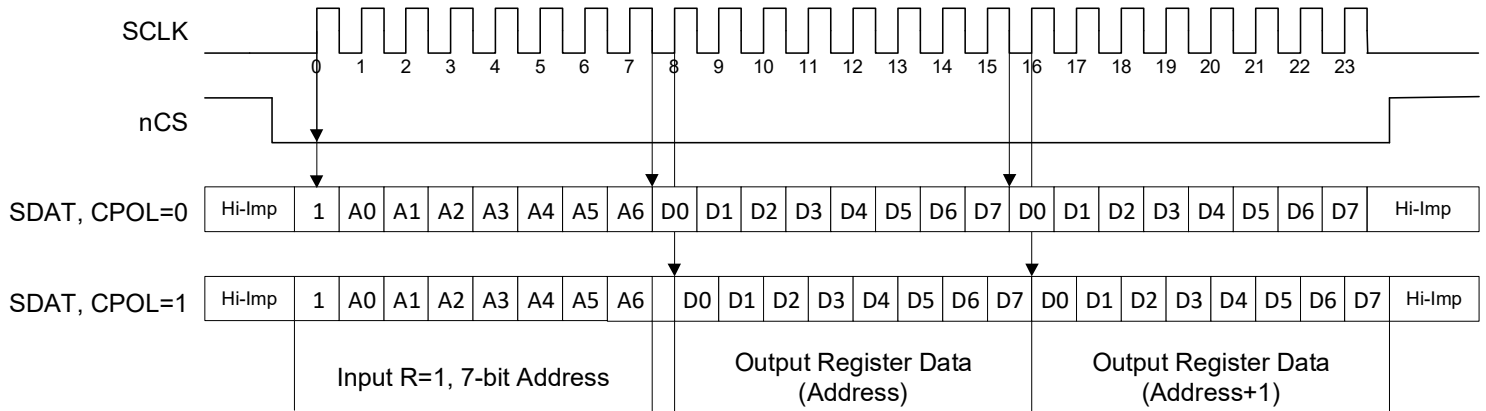 SCLK
0 1 2 3 4 5 6 7 8 9 10 11 12 13 14 15 16 17 18 19 20 21 22 23
nCS
SDAT, CPOL=0 Hi-Imp 1 A0 A1 A2 A3 A4 A5 A6 D0 D1 D2 D3 D4 D5 D6 D7 D0 D1 D2 D3 D4 D5 D6 D7 Hi-Imp
SDAT, CPOL=1 Hi-Imp 1 A0 A1 A2 A3 A4 A5 A6 D0 D1 D2 D3 D4 D5 D6 D7 D0 D1 D2 D3 D4 D5 D6 D7 Hi-Imp
Input R=1, 7-bit Address
Output Register Data
(Address)
Output Register Data
(Address+1)